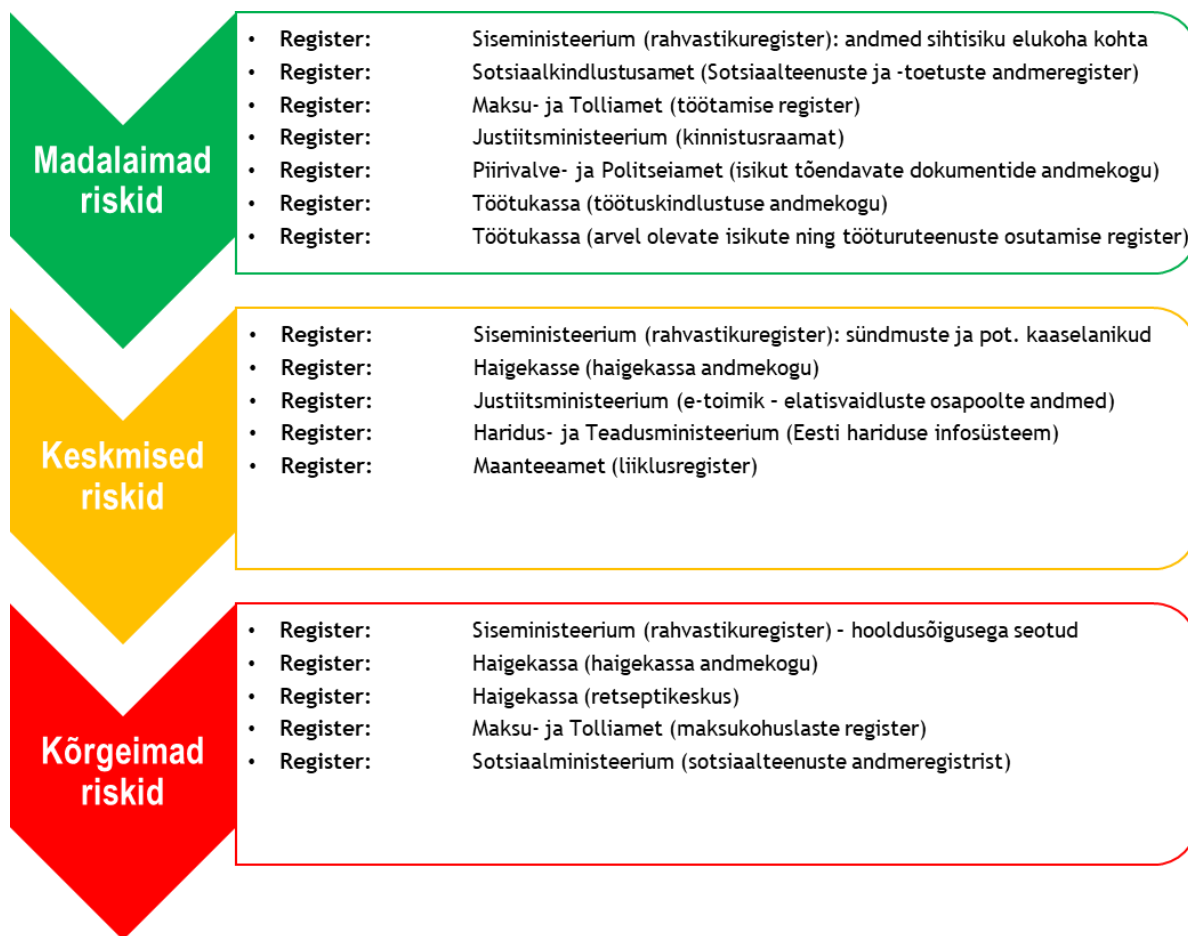 Madalaimad
riskid
• Register: Siseministeerium (rahvastikuregister): andmed sihtisiku elukoha kohta
• Register: Sotsiaalkindlustusamet (Sotsiaalteenuste ja -toetuste andmeregister)
• Register: Maksu- ja Tolliamet (töötamise register)
• Register: Justiitsministeerium (kinnistusraamat)
• Register: Piirivalve- ja Politseiamet (isikut tõendavate dokumentide andmekogu)
• Register: Töötukassa (töötuskindlustuse andmekogu)
• Register: Töötukassa (arvel olevate isikute ning tööturuteenuste osutamise register)
Keskmised
riskid
• Register: Siseministeerium (rahvastikuregister): sündmuste ja pot. kaaselanikud
• Register: Haigekasse (haigekassa andmekogu)
• Register: Justiitsministeerium (e-toimik – elatisvaidluste osapoolte andmed)
• Register: Haridus- ja Teadusministeerium (Eesti hariduse infosüsteem)
• Register: Maanteeamet (liiklusregister)
Kõrgeimad
riskid
• Register: Siseministeerium (rahvastikuregister) – hooldusõigusega seotud
• Register: Haigekassa (haigekassa andmekogu)
• Register: Haigekassa (retseptikeskus)
• Register: Maksu- ja Tolliamet (maksukohuslaste register)
• Register: Sotsiaalministeerium (sotsiaalteenuste andmeregistrist)